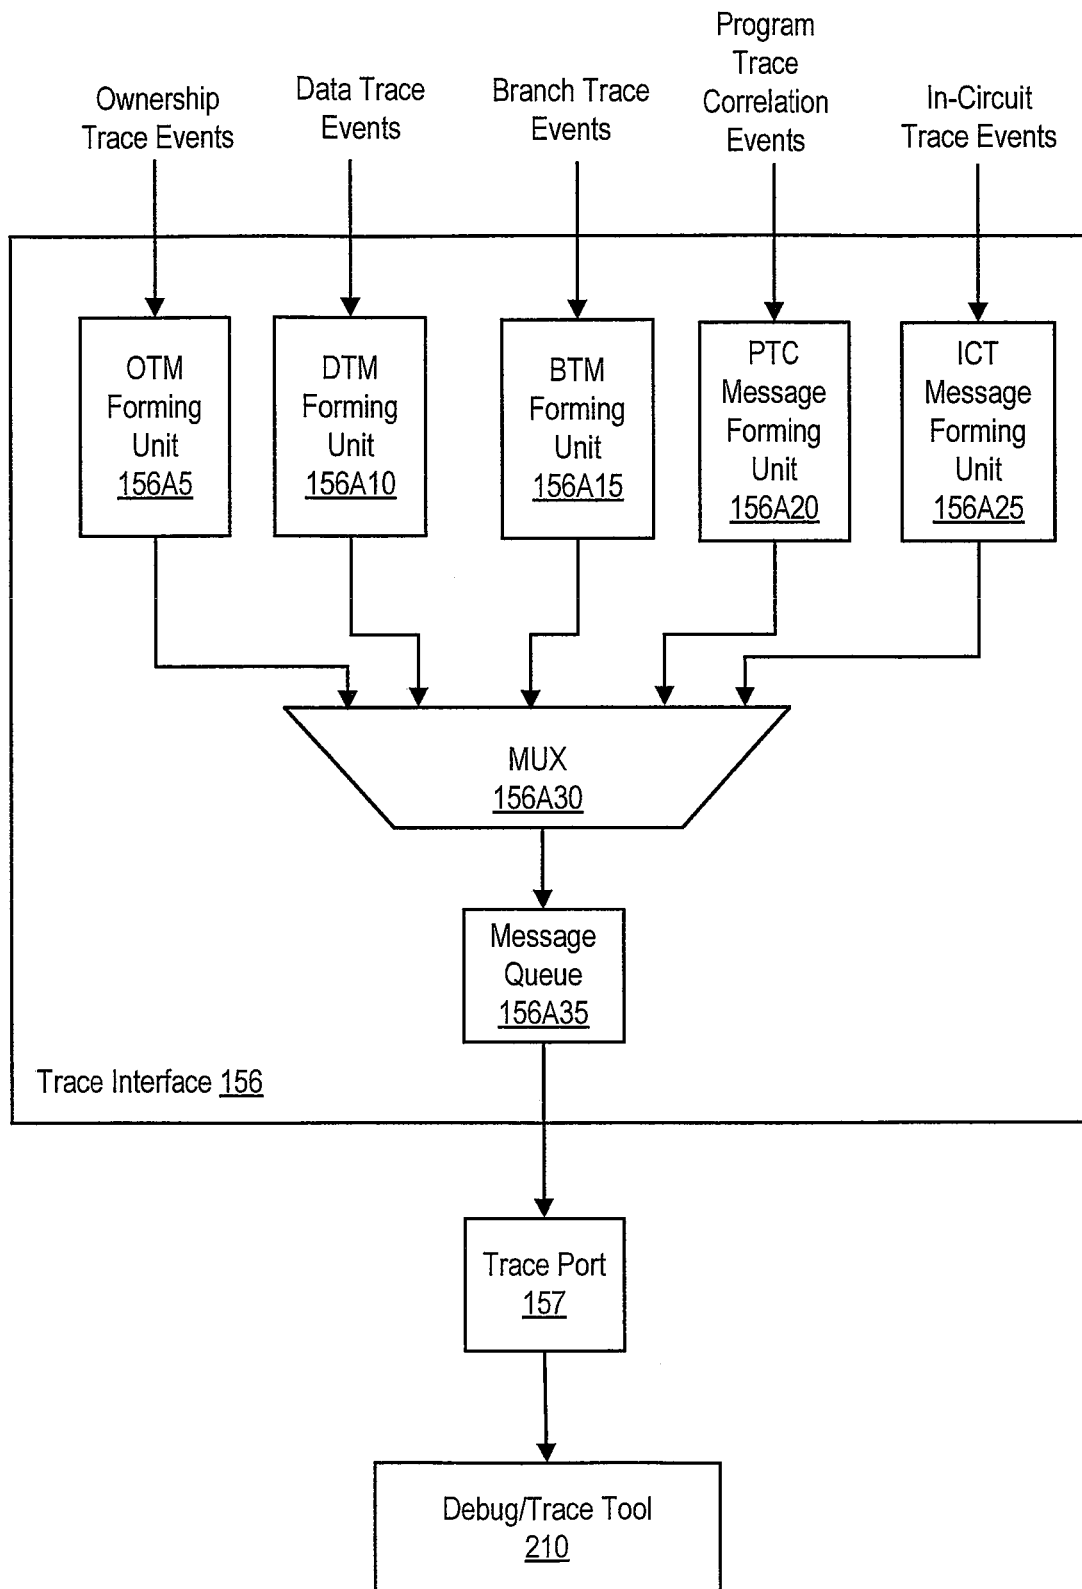 Ownership
Trace Events
Data Trace
Events
Branch Trace
Events
Program
Trace
Correlation
Events
In-Circuit
Trace Events
OTM
Forming
Unit
156A5
DTM
Forming
Unit
156A10
BTM
Forming
Unit
156A15
PTC
Message
Forming
Unit
156A20
ICT
Message
Forming
Unit
156A25
MUX
156A30
Message
Queue
156A35
Trace Interface 156
Trace Port
157
Debug/Trace Tool
210